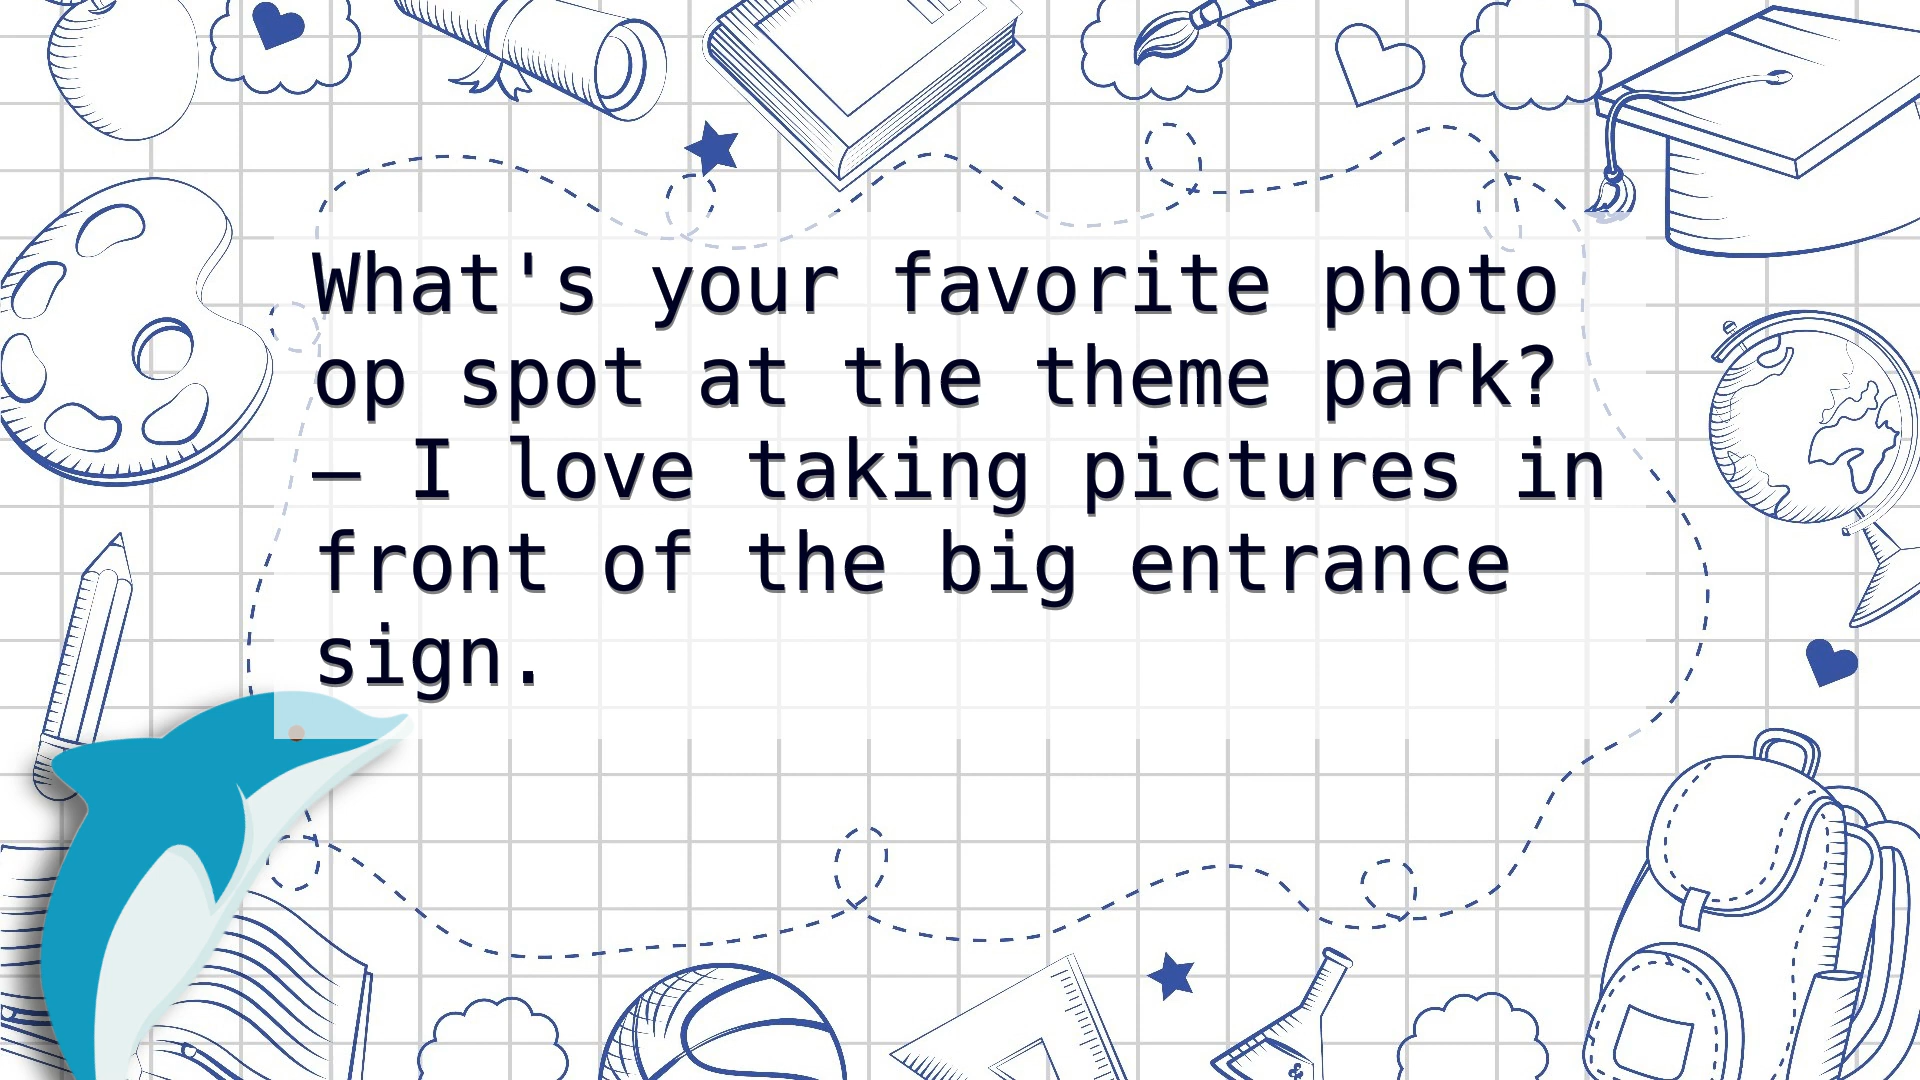 What's your favorite photo
op spot at the theme park?
– I love taking pictures in
front of the big entrance
sign.